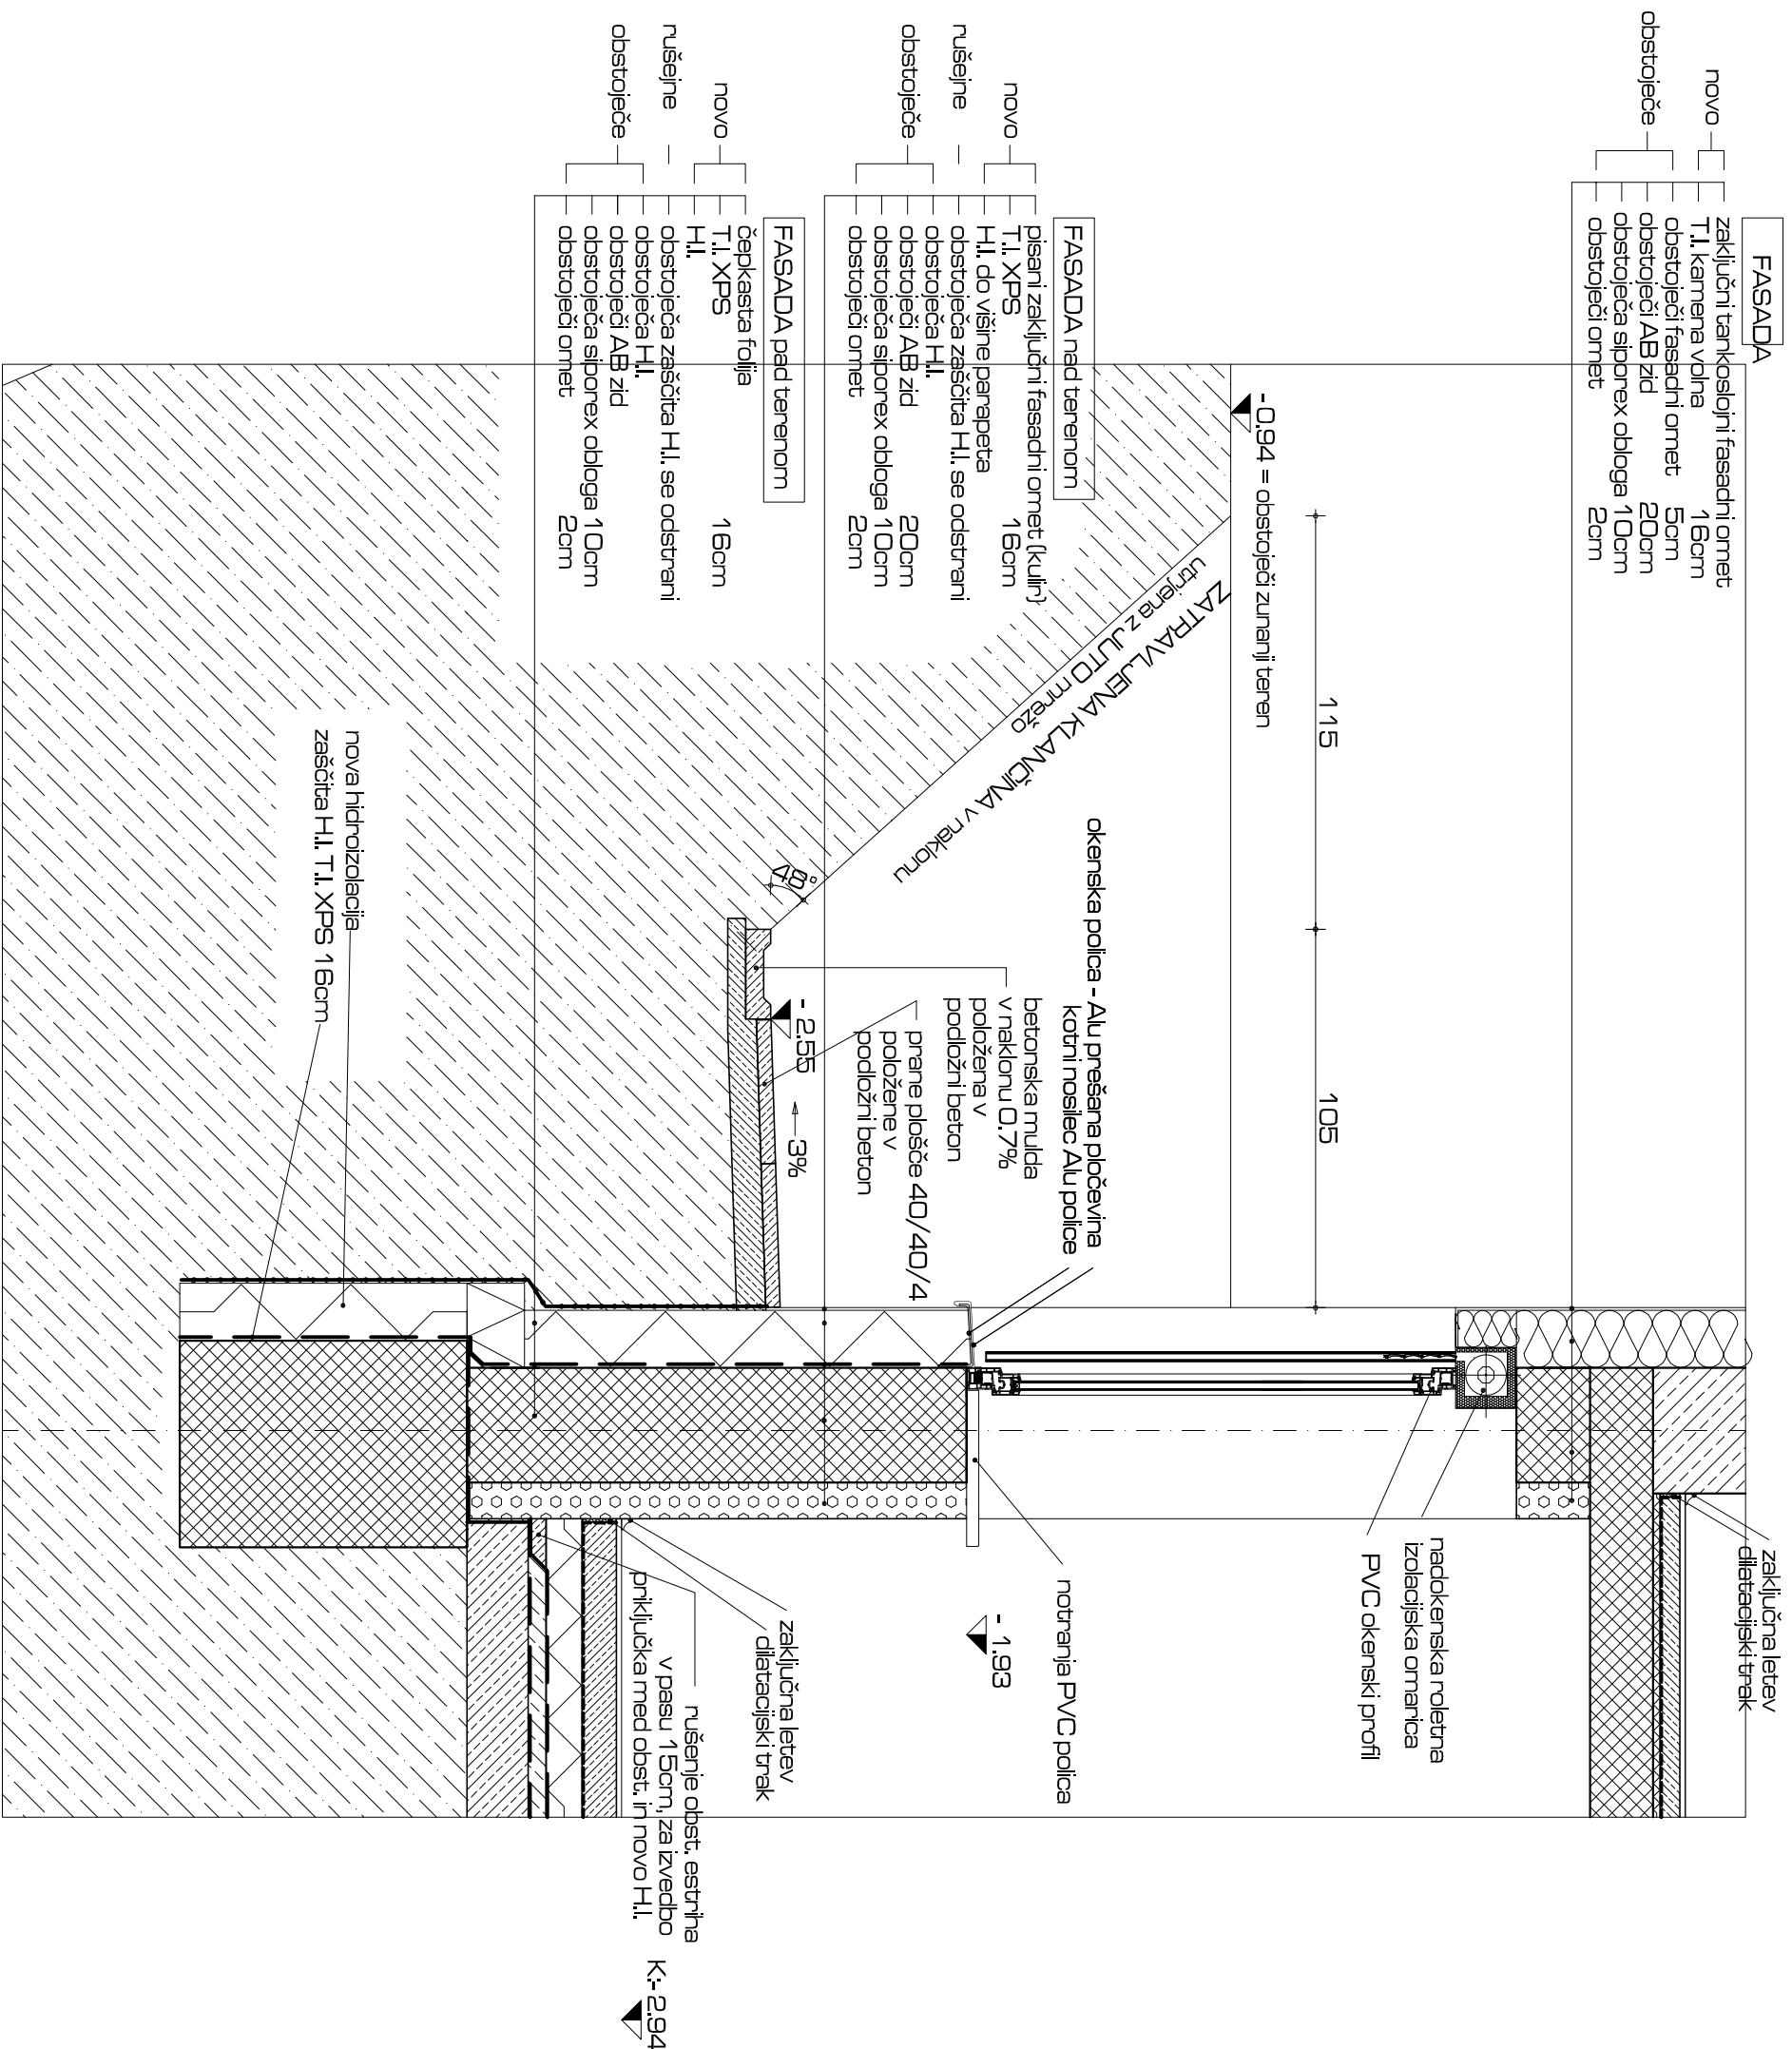 FASADA
novo
obstoječe
zaključni tankoslojni fasadni omet
T.I. kamena volna 16cm
obstoječi fasadni omet 5cm
obstoječi AB zid 20cm
obstoječa siporex obloga 10cm
obstoječi omet 2cm
FASADA nad terenom
novo
rušejne
obstoječe
pisani zaključni fasadni omet (kulir)
T.I. XPS 16cm
H.I. do višine parapeta
obstoječa zaščita H.I. se odstrani
obstoječa H.I.
obstoječi AB zid 20cm
obstoječa siporex obloga 10cm
obstoječi omet 2cm
FASADA pad terenom
novo
rušejne
obstoječe
čepkasta folija
T.I. XPS 16cm
H.I.
obstoječa zaščita H.I. se odstrani
obstoječa H.I.
obstoječi AB zid
obstoječa siporex obloga 10cm
obstoječi omet 2cm
-0.94 = obstoječi zunanji teren
115
105
ZATRAVLJENA KLANČINA v naklonu
utrjena z JUTO mrežo
48°
okenska polica - Alu prešana pločevina
kotni nosilec Alu police
betonska mulda
v naklonu 0.7%
položena v
podložni beton
prane plošče 40/40/4
položene v
podložni beton
-2.55
3%
nova hidroizolacija
zaščita H.I. T.I. XPS 16cm
zaključna letev
dilatacijski trak
nadokenska roletna
izolacijska omarica
PVC okenski profil
notranja PVC polica
-1.93
zaključna letev
dilatacijski trak
rušenje obst. estriha
v pasu 15cm, za izvedbo
priključka med obst. in novo H.I.
K:-2.94